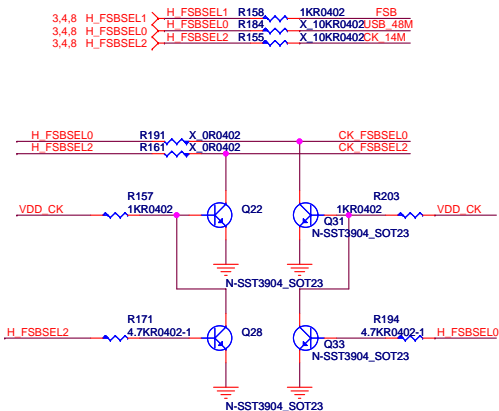 3,4,8 H_FSBSEL1 H_FSBSEL1 R158 1KR0402 FSB
3,4,8 H_FSBSEL0 H_FSBSEL0 R184 X_10KR0402 USB_48M
3,4,8 H_FSBSEL2 H_FSBSEL2 R155 X_10KR0402 CK_14M
H_FSBSEL0 R191 X_0R0402 CK_FSBSEL0
H_FSBSEL2 R161 X_0R0402 CK_FSBSEL2
R157 R203
VDD_CK 1KR0402 Q22 1KR0402 VDD_CK
Q31
N-SST3904_SOT23
N-SST3904_SOT23
R171 R194
H_FSBSEL2 4.7KR0402-1 Q28 4.7KR0402-1 H_FSBSEL0
Q33
N-SST3904_SOT23
N-SST3904_SOT23